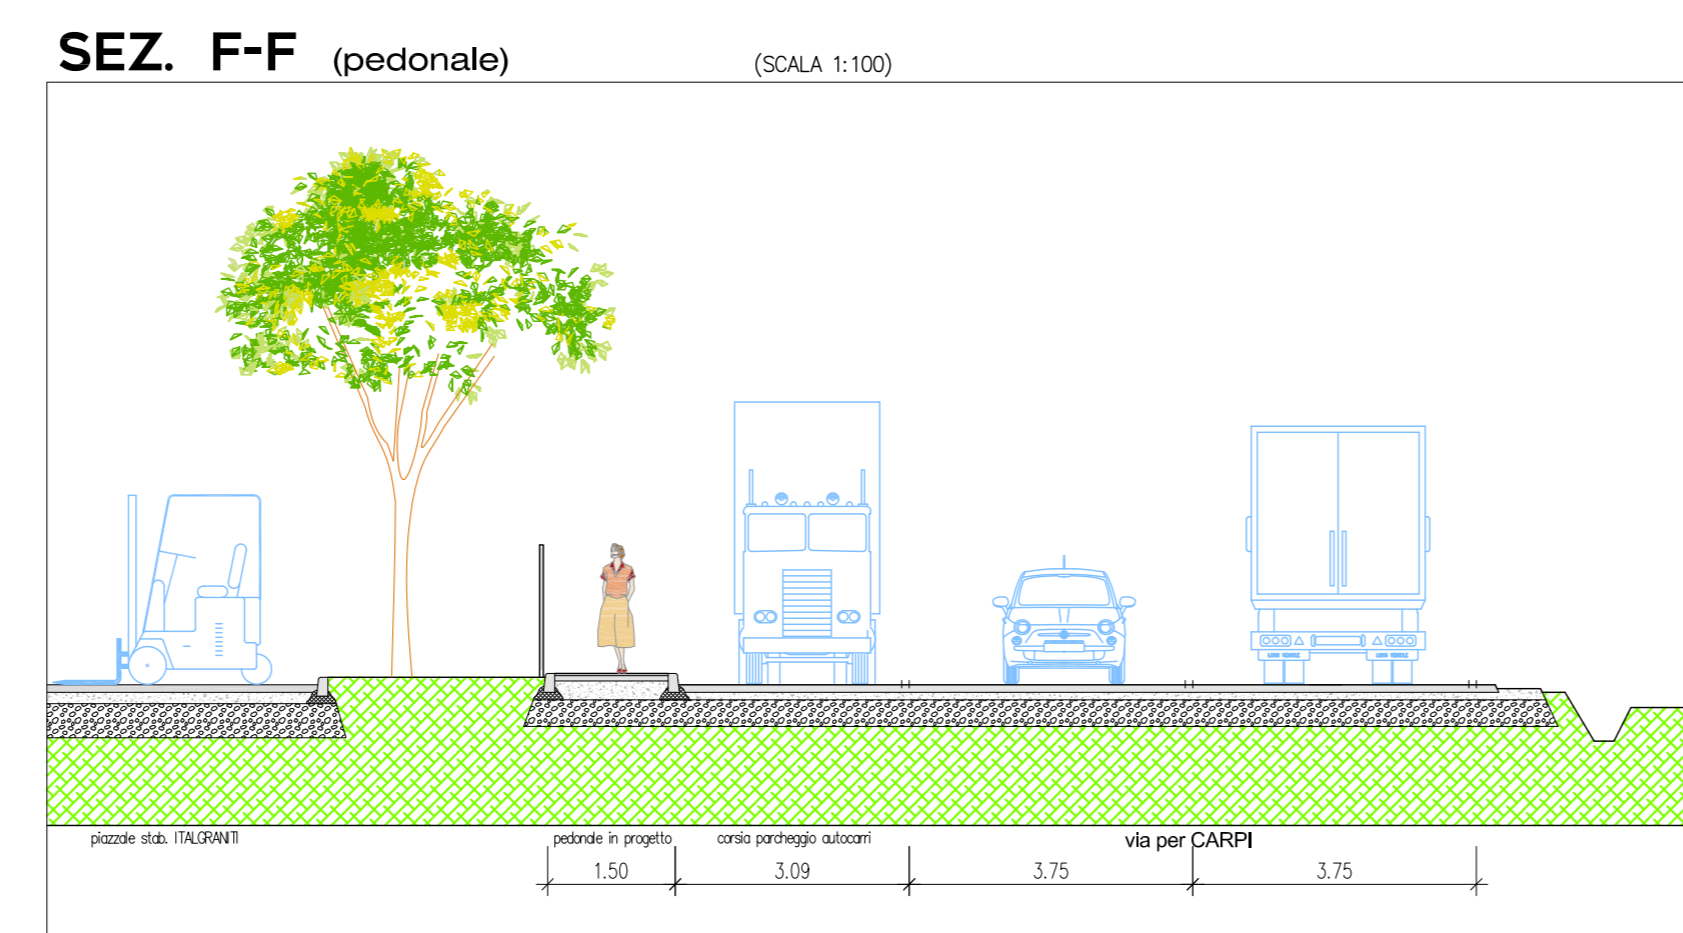 SEZ. F-F (pedonale) (SCALA 1:100)
piazzale stab. ITALGRANITI pedonale in progetto corsia parcheggio autocarri via per CARPI
1.50 3.09 3.75 3.75